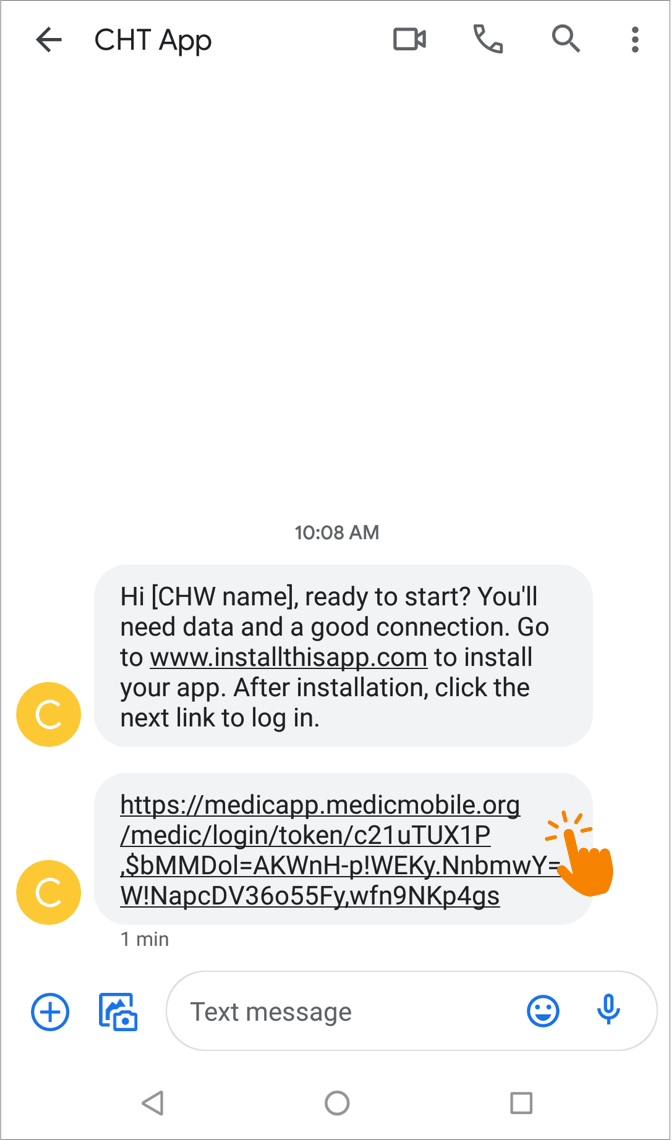 CHT App
10:08 AM
Hi [CHW name], ready to start? You'll
need data and a good connection. Go
to www.installthisapp.com to install
your app. After installation, click the
next link to log in.
C
https://medicapp.medicmobile.org
/medic/login/token/c21uTUX1P
,$bMMDol=AKWnH-p!WEKy.NnbmwY=
W!NapcDV36o55Fy,wfn9NKp4gs
C
1 min
Text message